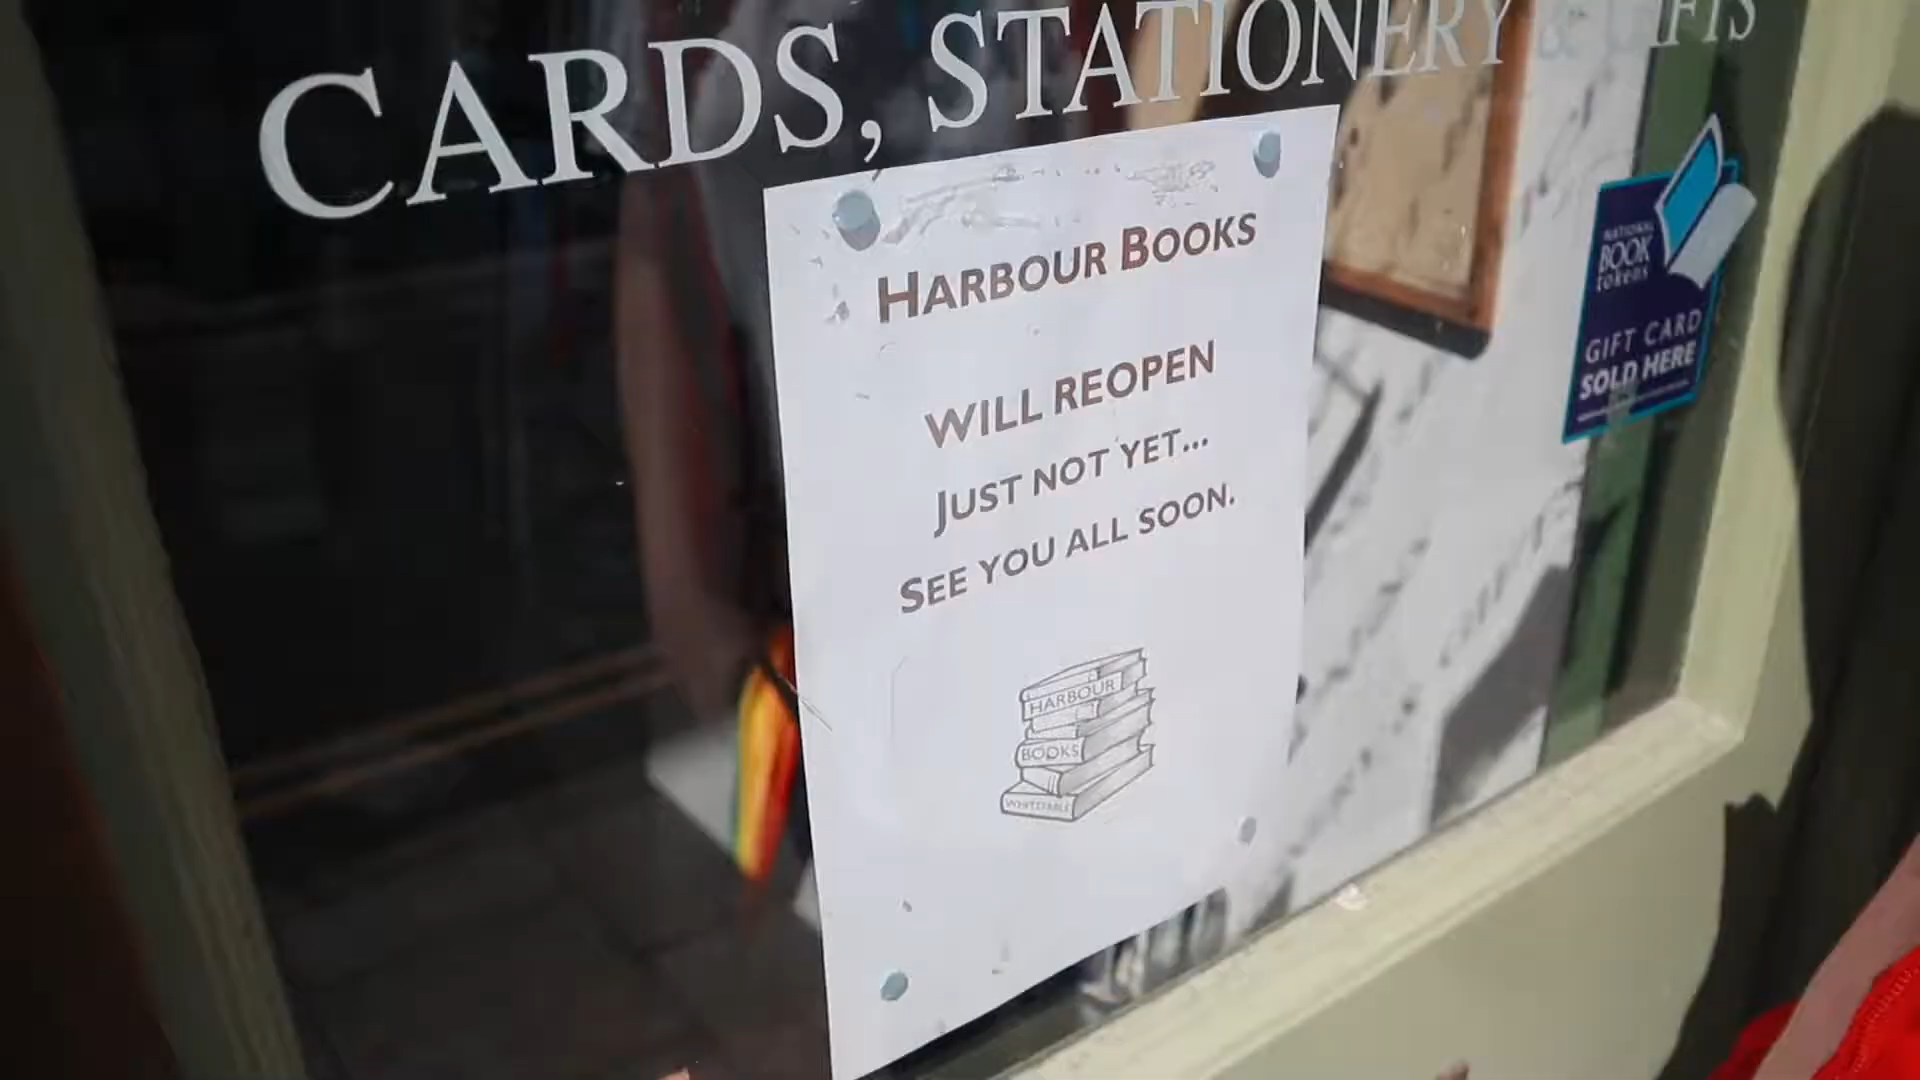 CARDS, STATIONERY & GIFTS
HARBOUR BOOKS
WILL REOPEN
JUST NOT YET...
SEE YOU ALL SOON.
HARBOUR
BOOKS
WHITSTABLE
NATIONAL
BOOK
tokens
GIFT CARD
SOLD HERE